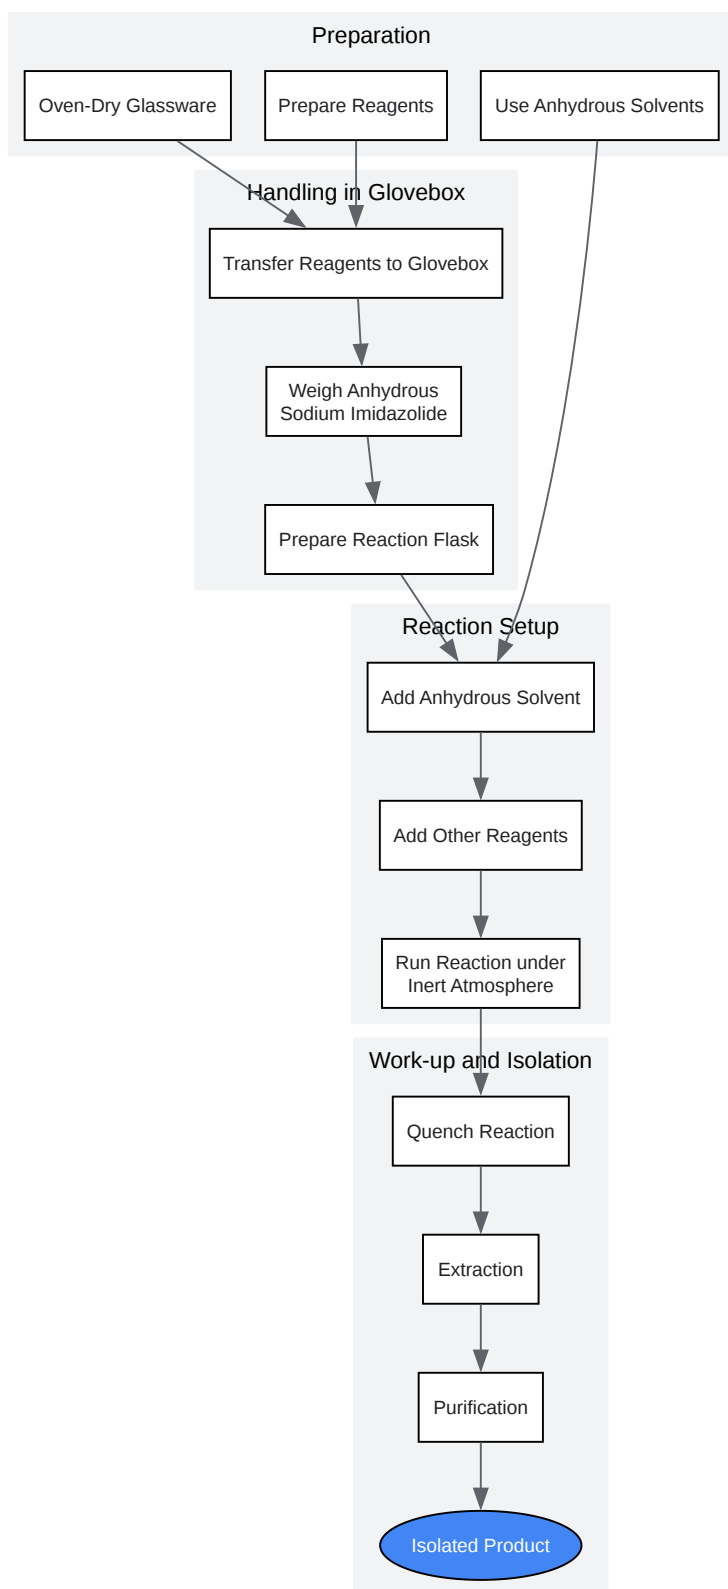 Preparation
Oven-Dry Glassware
Prepare Reagents
Use Anhydrous Solvents
Handling in Glovebox
Transfer Reagents to Glovebox
Weigh Anhydrous
Sodium Imidazolide
Prepare Reaction Flask
Reaction Setup
Add Anhydrous Solvent
Add Other Reagents
Run Reaction under
Inert Atmosphere
Work-up and Isolation
Quench Reaction
Extraction
Purification
Isolated Product